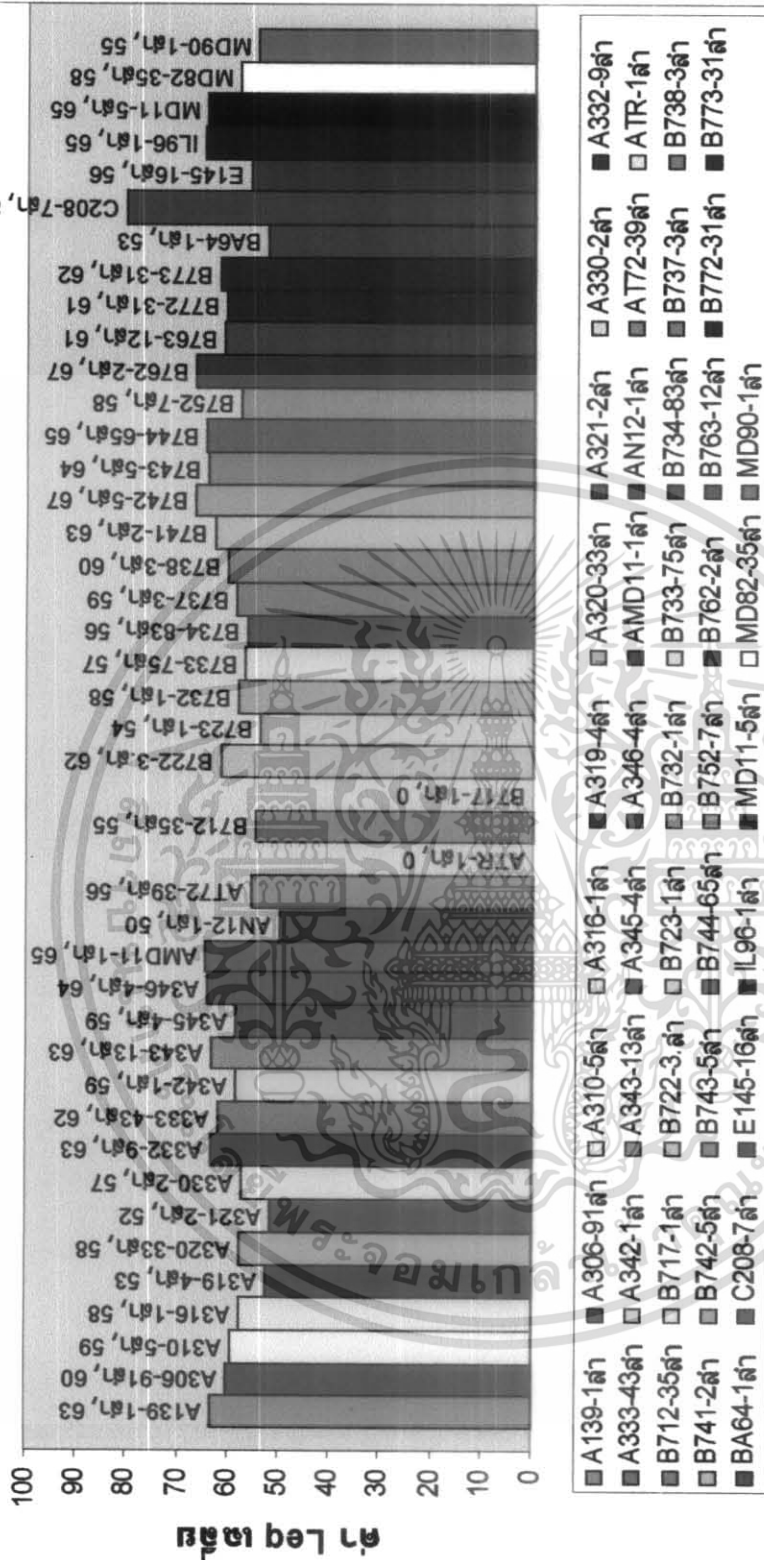 ค่า Leq เฉลี่ย
100
90
80
70
60
50
40
30
20
10
0
A139-1ลำ, 63
A306-91ลำ, 60
A310-5ลำ, 59
A316-1ลำ, 58
A319-4ลำ, 53
A320-33ลำ, 58
A321-2ลำ, 52
A330-2ลำ, 57
A332-9ลำ, 63
A333-43ลำ, 62
A342-1ลำ, 59
A343-13ลำ, 63
A345-4ลำ, 59
A346-4ลำ, 64
AMD11-1ลำ, 65
AN12-1ลำ, 50
AT72-39ลำ, 56
ATR-1ลำ, 0
B712-35ลำ, 55
B717-1ลำ, 0
B722-3.ลำ, 62
B723-1ลำ, 54
B732-1ลำ, 58
B733-75ลำ, 57
B734-83ลำ, 56
B737-3ลำ, 59
B738-3ลำ, 60
B741-2ลำ, 63
B742-5ลำ, 67
B743-5ลำ, 64
B744-65ลำ, 65
B752-7ลำ, 58
B762-2ลำ, 67
B763-12ลำ, 61
B772-31ลำ, 61
B773-31ลำ, 62
BA64-1ลำ, 53
C208-7ลำ,
E145-16ลำ, 56
IL96-1ลำ, 65
MD11-5ลำ, 65
MD82-35ลำ, 58
MD90-1ลำ, 55
A139-1ลำ A306-91ลำ A310-5ลำ A316-1ลำ A319-4ลำ A320-33ลำ A321-2ลำ A330-2ลำ A332-9ลำ
A333-43ลำ A342-1ลำ A343-13ลำ A345-4ลำ A346-4ลำ AMD11-1ลำ AN12-1ลำ AT72-39ลำ ATR-1ลำ
B712-35ลำ B717-1ลำ B722-3.ลำ B723-1ลำ B732-1ลำ B733-75ลำ B734-83ลำ B737-3ลำ B738-3ลำ
B741-2ลำ B742-5ลำ B743-5ลำ B744-65ลำ B752-7ลำ B762-2ลำ B763-12ลำ B772-31ลำ B773-31ลำ
BA64-1ลำ C208-7ลำ E145-16ลำ IL96-1ลำ MD11-5ลำ MD82-35ลำ MD90-1ลำ